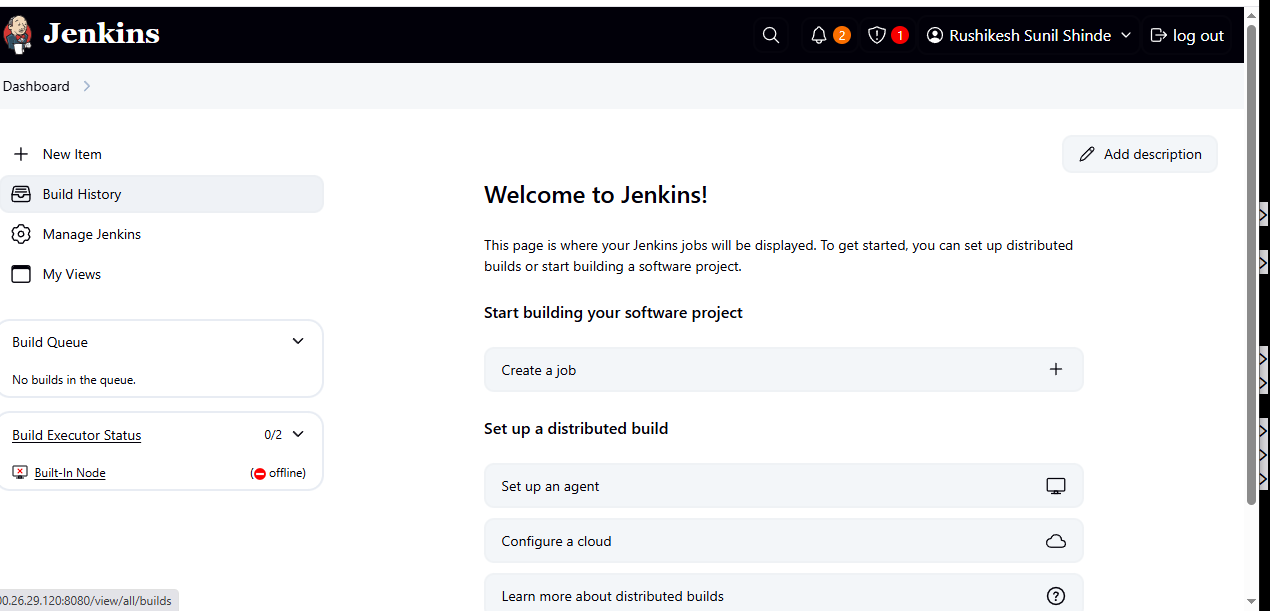 Jenkins
2
1
Rushikesh Sunil Shinde
log out
Dashboard
New Item
Add description
Build History
Manage Jenkins
My Views
Welcome to Jenkins!
This page is where your Jenkins jobs will be displayed. To get started, you can set up distributed
builds or start building a software project.
Start building your software project
Create a job
Build Queue
No builds in the queue.
Build Executor Status
0/2
Built-In Node
(offline)
Set up a distributed build
Set up an agent
Configure a cloud
Learn more about distributed builds
00.26.29.120:8080/view/all/builds